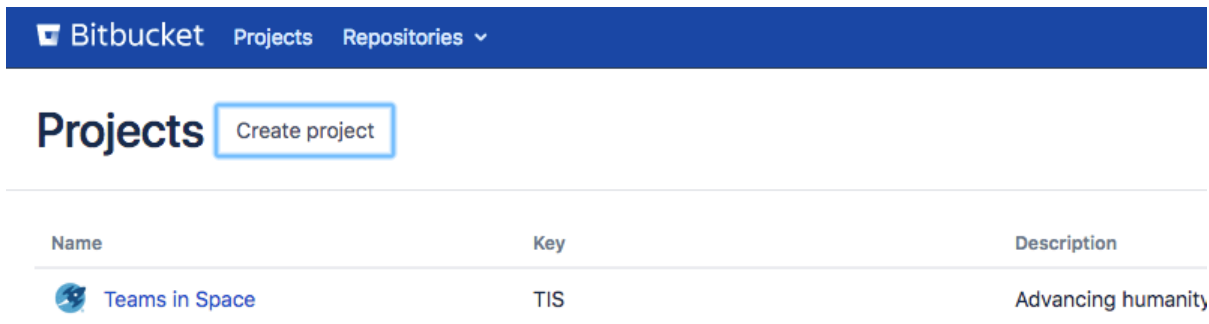 Bitbucket Projects Repositories
Projects Create project
Name Key Description
Teams in Space TIS Advancing humanity